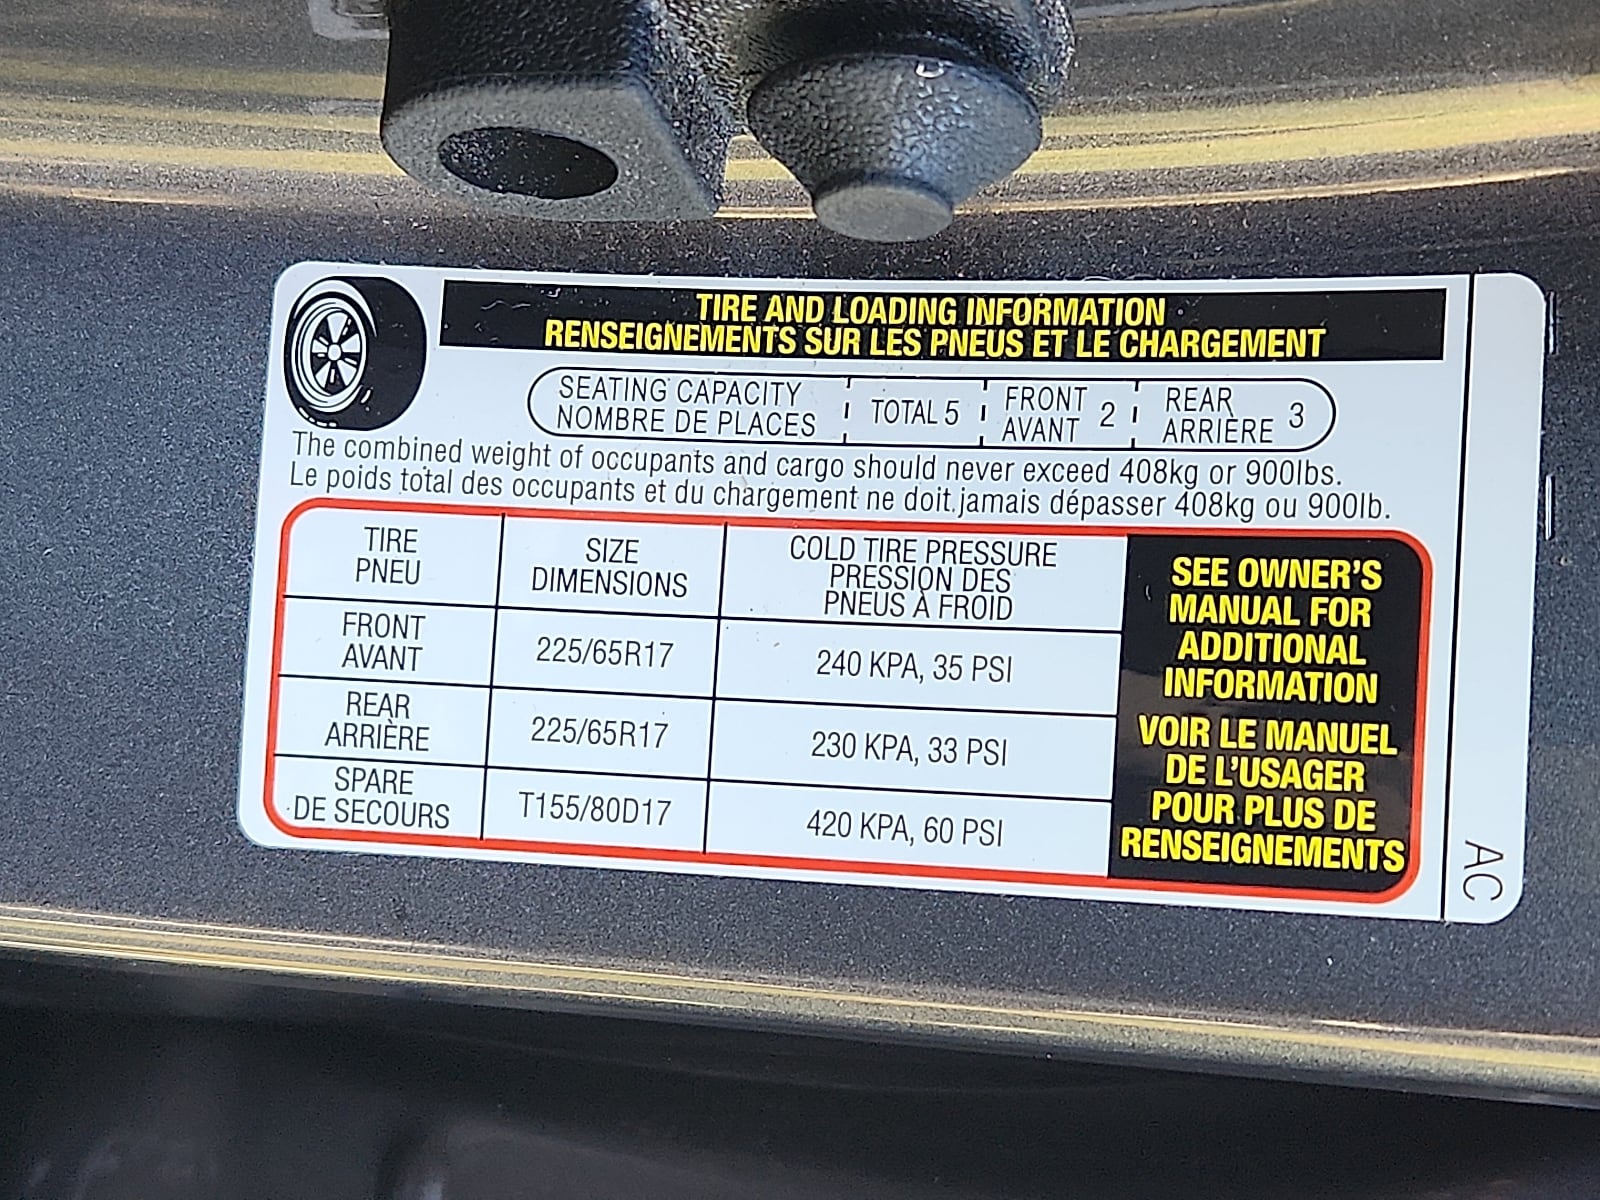 TIRE AND LOADING INFORMATION
RENSEIGNEMENTS SUR LES PNEUS ET LE CHARGEMENT
SEATING CAPACITY
NOMBRE DE PLACES
TOTAL 5
FRONT
AVANT
2
REAR
ARRIERE
3
The combined weight of occupants and cargo should never exceed 408kg or 900lbs.
Le poids total des occupants et du chargement ne doit jamais dépasser 408kg ou 900lb.
TIRE
PNEU
SIZE
DIMENSIONS
COLD TIRE PRESSURE
PRESSION DES
PNEUS À FROID
FRONT
AVANT
225/65R17
240 KPA, 35 PSI
REAR
ARRIÈRE
225/65R17
230 KPA, 33 PSI
SPARE
DE SECOURS
T155/80D17
420 KPA, 60 PSI
SEE OWNER'S
MANUAL FOR
ADDITIONAL
INFORMATION
VOIR LE MANUEL
DE L'USAGER
POUR PLUS DE
RENSEIGNEMENTS
AC